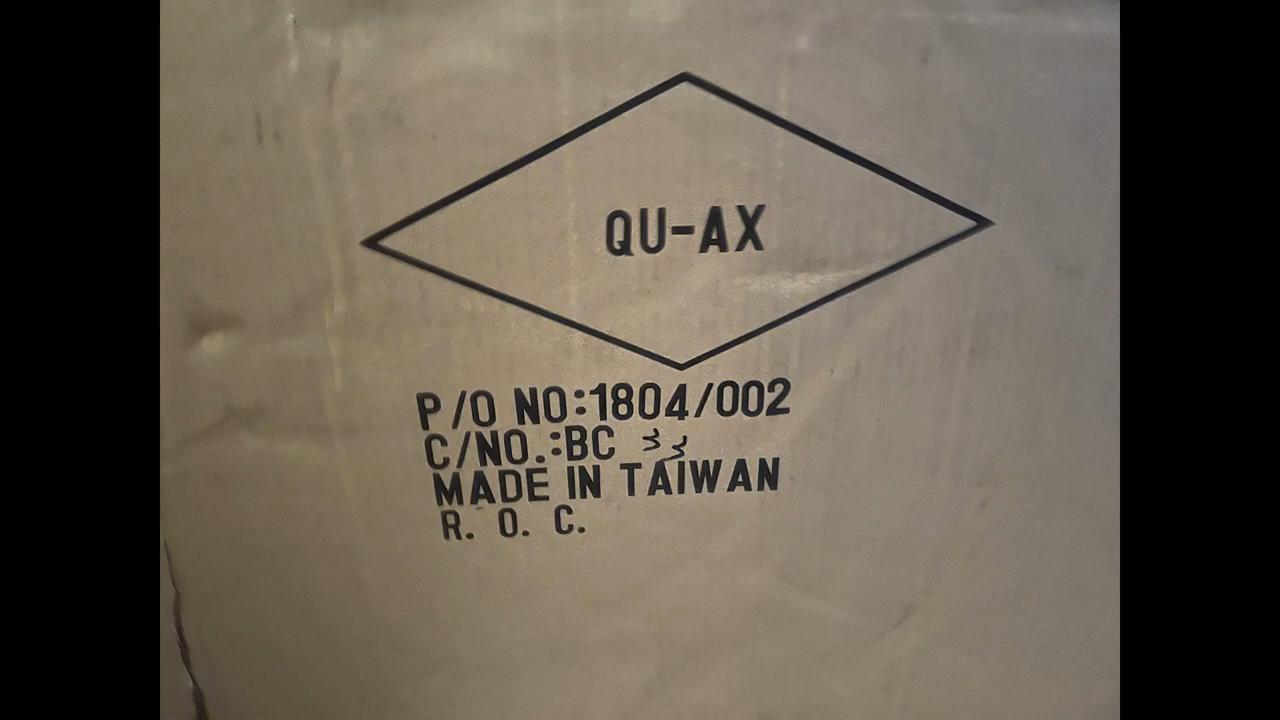 QU-AX
P/O NO:1804/002
C/NO.:BC
MADE IN TAIWAN
R. O. C.